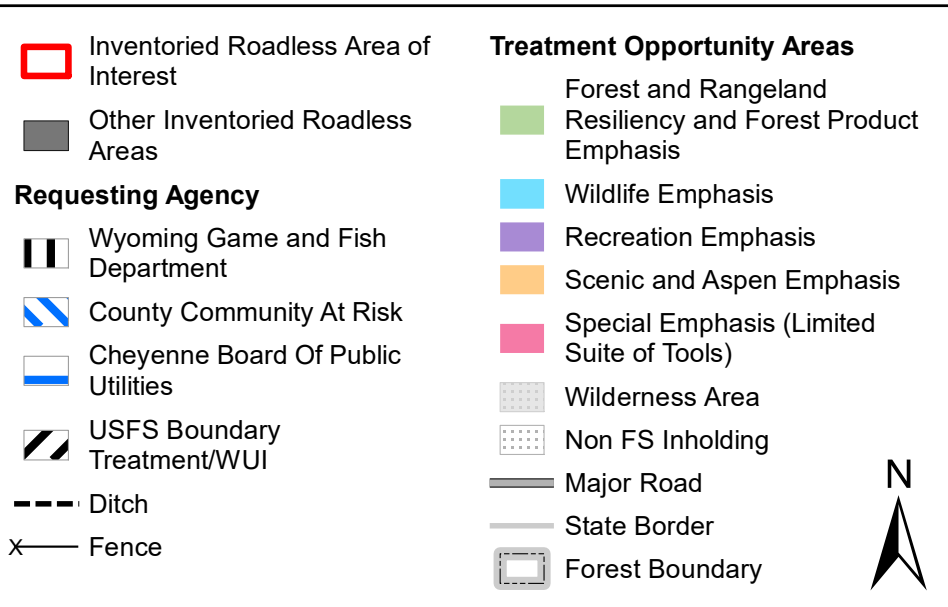 Inventoried Roadless Area of
Interest
Other Inventoried Roadless
Areas
Requesting Agency
Wyoming Game and Fish
Department
County Community At Risk
Cheyenne Board Of Public
Utilities
USFS Boundary
Treatment/WUI
Ditch
X
Fence
Treatment Opportunity Areas
Forest and Rangeland
Resiliency and Forest Product
Emphasis
Wildlife Emphasis
Recreation Emphasis
Scenic and Aspen Emphasis
Special Emphasis (Limited
Suite of Tools)
Wilderness Area
Non FS Inholding
Major Road
State Border
Forest Boundary
N